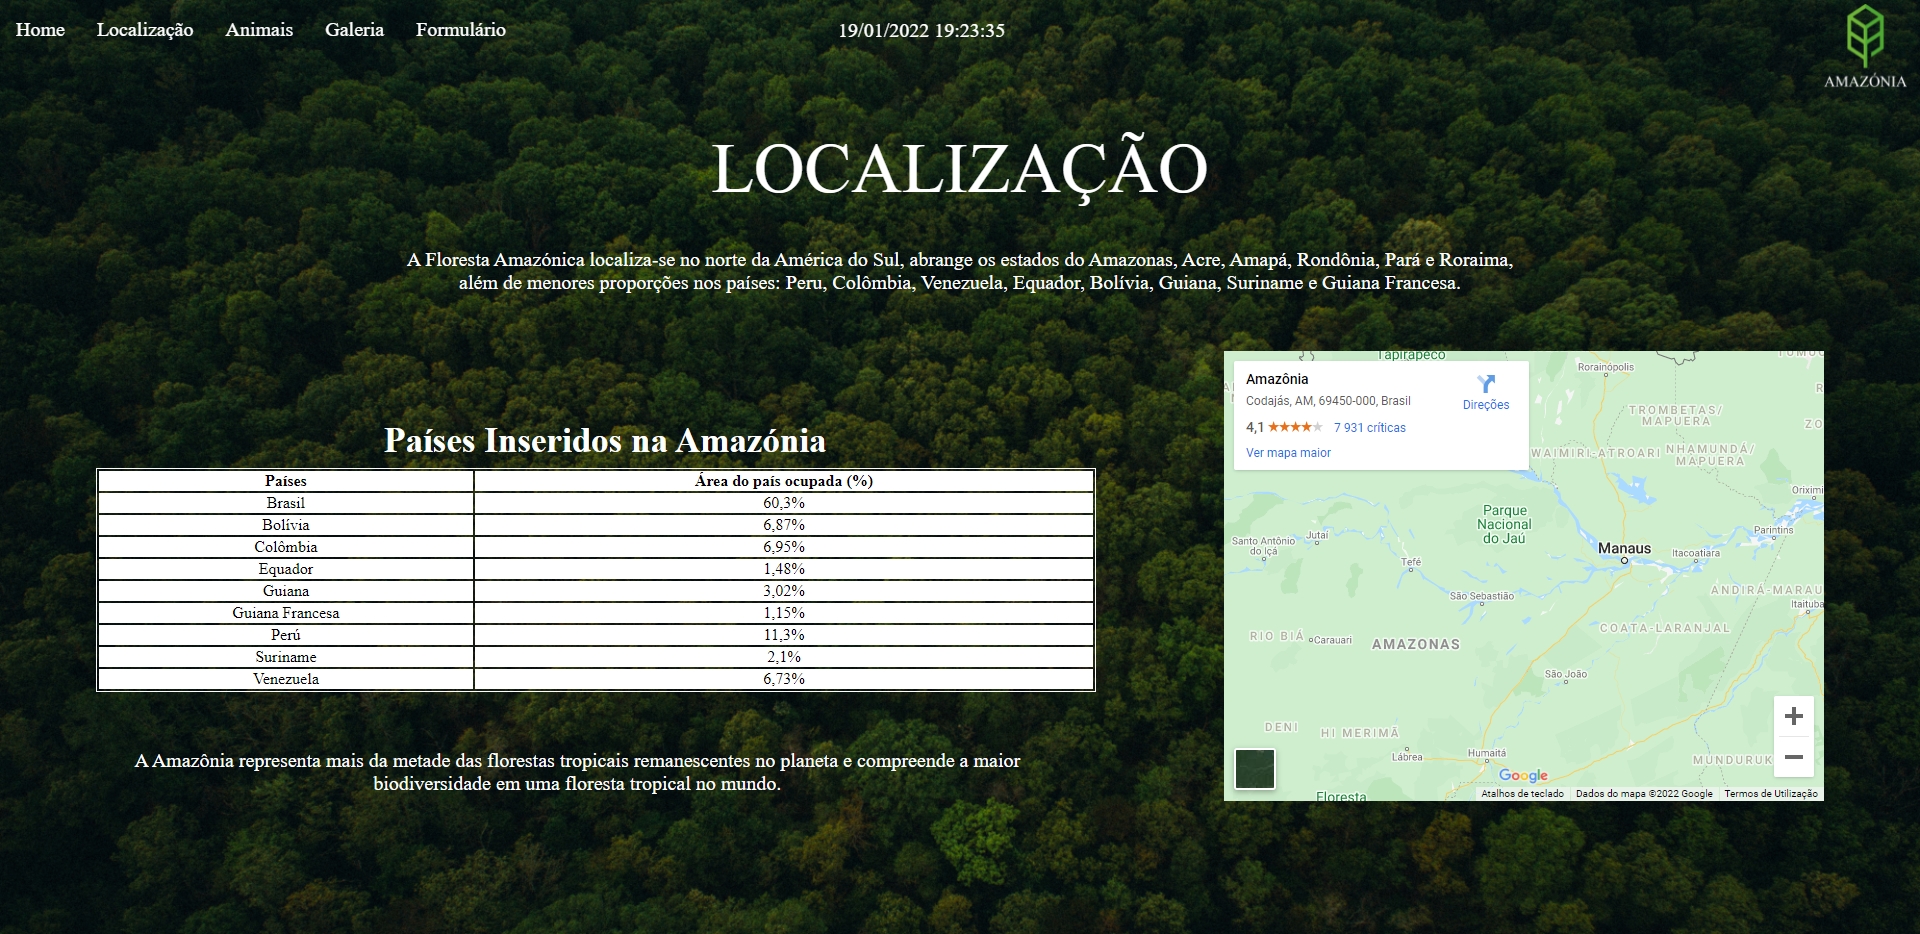 Home Localização Animais Galeria Formulário 19/01/2022 19:23:35
AMAZÓNIA
LOCALIZAÇÃO
A Floresta Amazónica localiza-se no norte da América do Sul, abrange os estados do Amazonas, Acre, Amapá, Rondônia, Pará e Roraima,
além de menores proporções nos países: Peru, Colômbia, Venezuela, Equador, Bolívia, Guiana, Suriname e Guiana Francesa.
Países Inseridos na Amazónia
Países Área do país ocupada (%)
Brasil 60,3%
Bolívia 6,87%
Colômbia 6,95%
Equador 1,48%
Guiana 3,02%
Guiana Francesa 1,15%
Perú 11,3%
Suriname 2,1%
Venezuela 6,73%
A Amazônia representa mais da metade das florestas tropicais remanescentes no planeta e compreende a maior
biodiversidade em uma floresta tropical no mundo.
Tapirapeco
Amazônia
Codajás, AM, 69450-000, Brasil
Direções
4,1 7 931 críticas
Ver mapa maior
Rorainópolis
TROMBETAS/
MAPUERA
WAIMIRI-ATROARI
NHAMUNDÁ/
MAPUERA
Oriximi
Parque
Nacional
do Jaú
Parintins
Santo Antônio
do Içá
Jutaí
Manaus
Itacoatiara
Tefé
São Sebastião
ANDIRÁ-MARAU
Itaituba
COATA-LARANJAL
RIO BIÁ
Carauari
AMAZONAS
São João
DENI
HI MERIMÃ
Lábrea
Humaitá
MUNDURUK
Google
Floresta
Atalhos de teclado Dados do mapa ©2022 Google Termos de Utilização